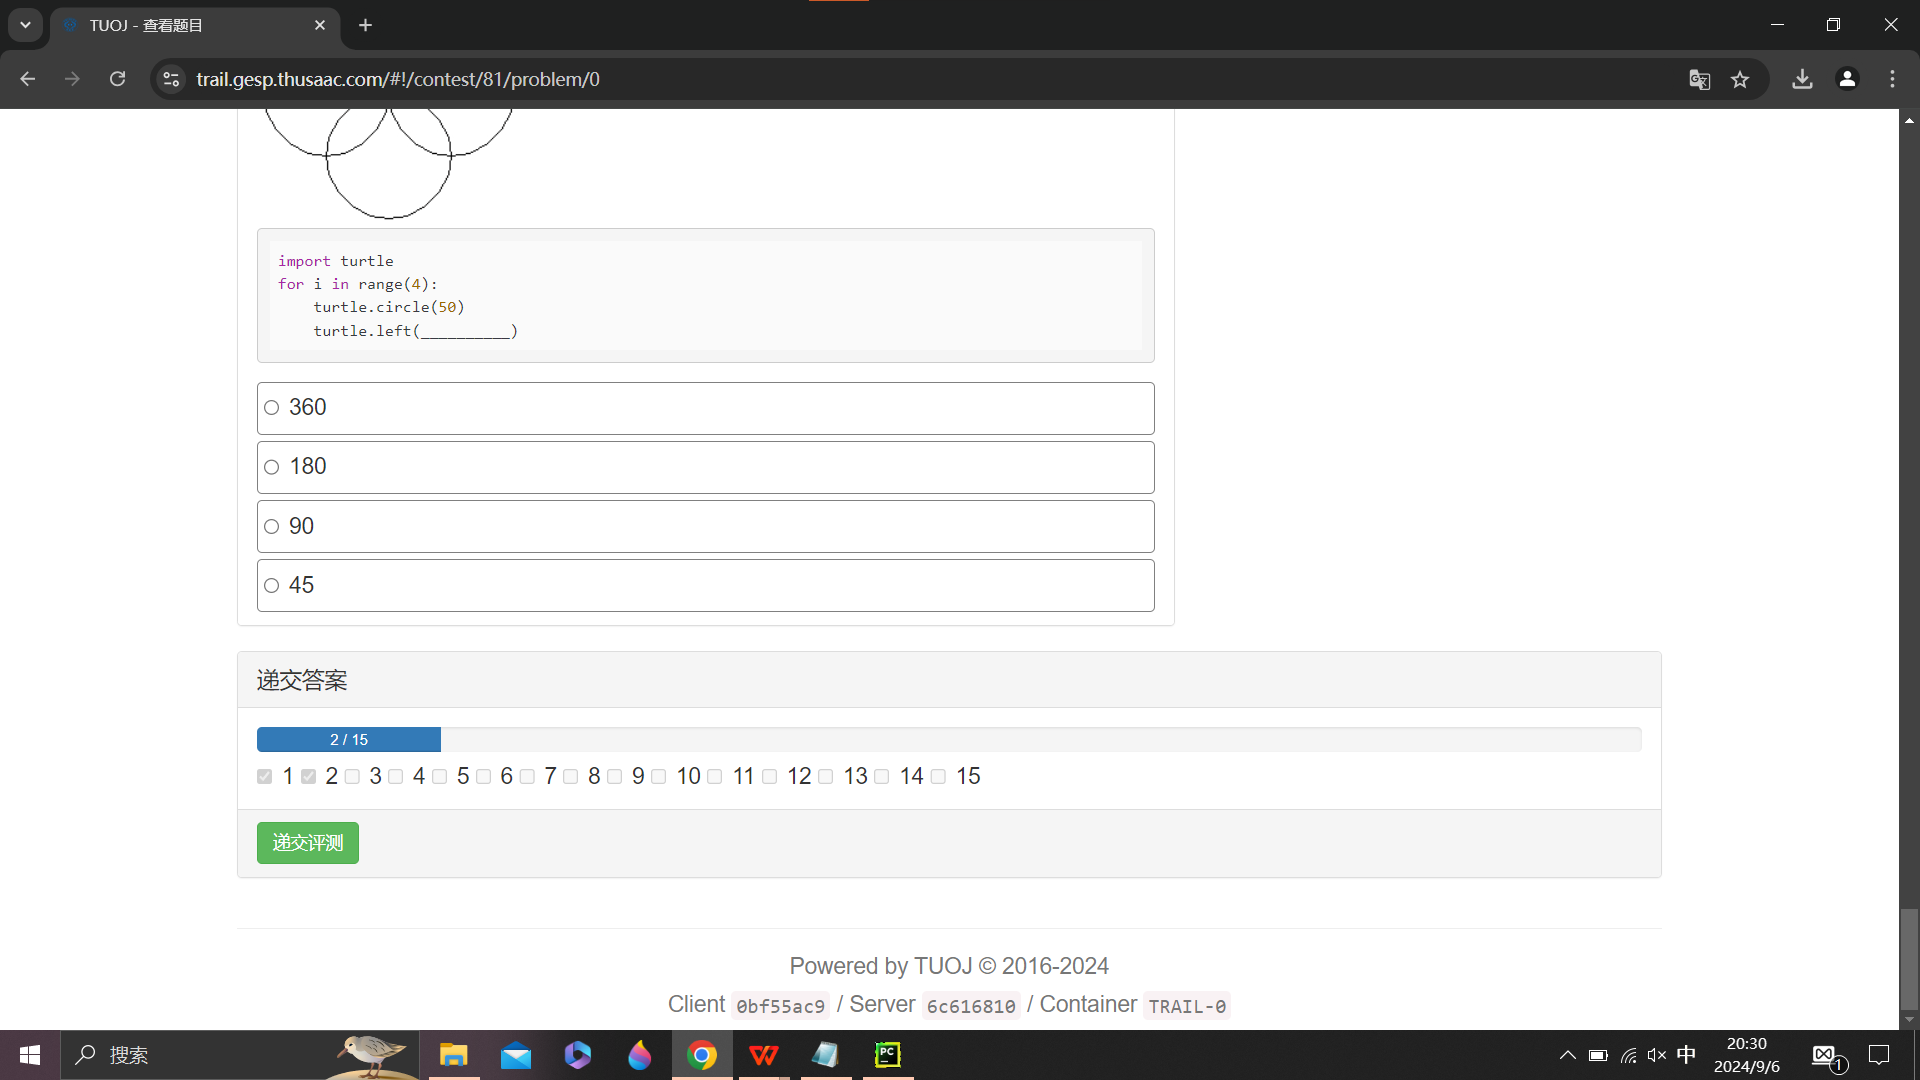 TUOJ - 查看题目
trail.gesp.thusaac.com/#!/contest/81/problem/0
import turtle
for i in range(4):
    turtle.circle(50)
    turtle.left(__________)
360
180
90
45
递交答案
2 / 15
1 2 3 4 5 6 7 8 9 10 11 12 13 14 15
递交评测
Powered by TUOJ © 2016-2024
Client 0bf55ac9 / Server 6c616810 / Container TRAIL-0
搜索
PC
中
20:30
2024/9/6
1